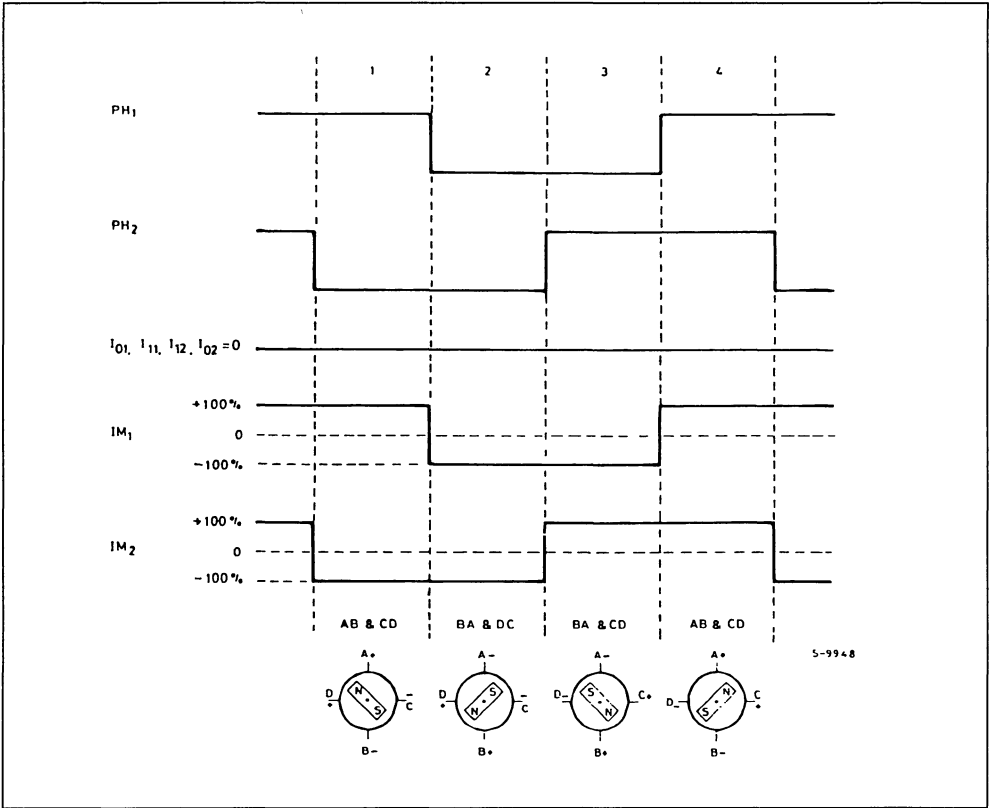 1 2 3 4
PH1
PH2
I01, I11, I12, I02 = 0
+100%
IM1
0
-100%
+100%
IM2
0
-100%
AB & CD BA & DC BA & CD AB & CD
S-9948
A+ A- A- A+
D + N S - C D + S N - C D- S N C+ D- N S C +
B- B+ B+ B-